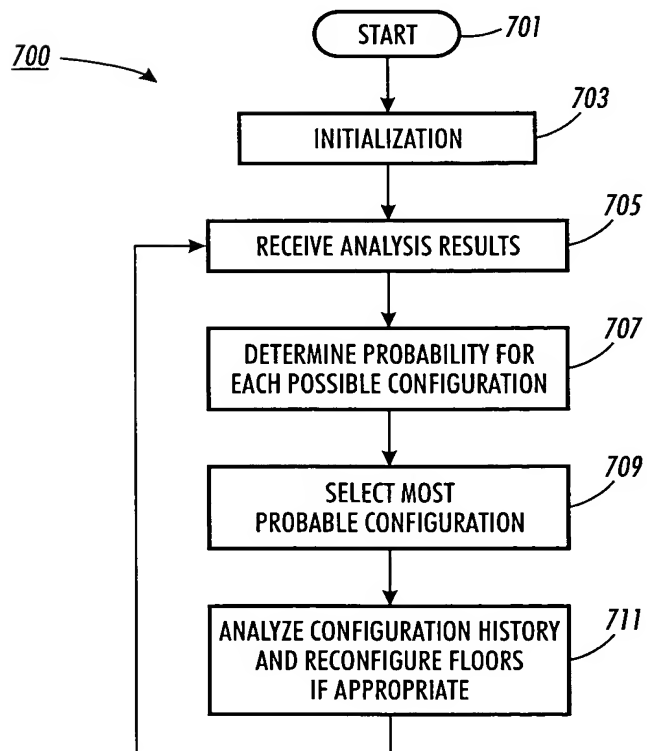 START
701
700
703
INITIALIZATION
705
RECEIVE ANALYSIS RESULTS
707
DETERMINE PROBABILITY FOR
EACH POSSIBLE CONFIGURATION
709
SELECT MOST
PROBABLE CONFIGURATION
711
ANALYZE CONFIGURATION HISTORY
AND RECONFIGURE FLOORS
IF APPROPRIATE